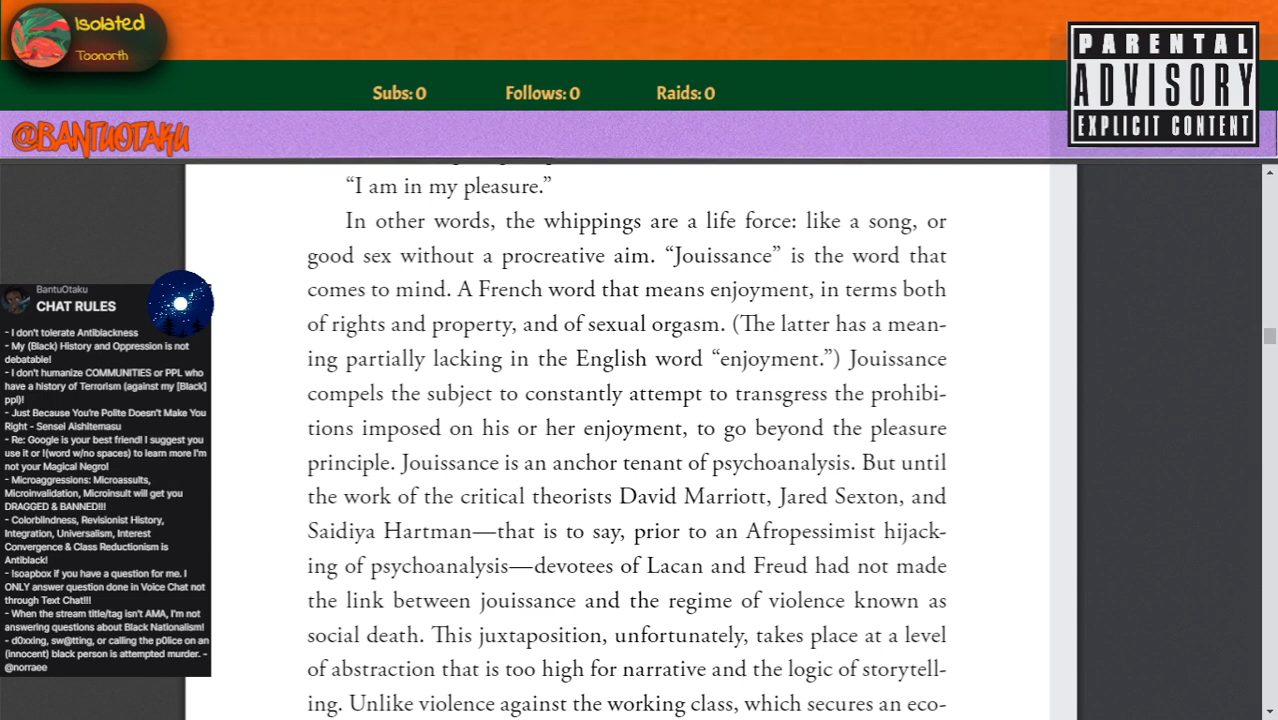 Isolated
Toonorth
Subs: 0
Follows: 0
Raids: 0
PARENTAL
ADVISORY
EXPLICIT CONTENT
@BANTUOTAKU
BantuOtaku
CHAT RULES
- I don't tolerate Antiblackness
- My (Black) History and Oppression is not
debatable!
- I don't humanize COMMUNITIES or PPL who
have a history of Terrorism (against my [Black]
ppl)!
- Just Because You're Polite Doesn't Make You
Right - Sensei Aishitemasu
- Re: Google is your best friend! I suggest you
use it or !(word w/no spaces) to learn more I'm
not your Magical Negro!
- Microaggressions: Microassults,
Microinvalidation, Microinsult will get you
DRAGGED & BANNED!!!
- Colorblindness, Revisionist History,
Integration, Universalism, Interest
Convergence & Class Reductionism is
Antiblack!
- !soapbox if you have a question for me. I
ONLY answer question done in Voice Chat not
through Text Chat!!!
- When the stream title/tag isn't AMA, I'm not
answering questions about Black Nationalism!
- d0xxing, sw@tting, or calling the p0lice on an
(innocent) black person is attempted murder. -
@norraee
“I am in my pleasure.”
In other words, the whippings are a life force: like a song, or
good sex without a procreative aim. “Jouissance” is the word that
comes to mind. A French word that means enjoyment, in terms both
of rights and property, and of sexual orgasm. (The latter has a mean-
ing partially lacking in the English word “enjoyment.”) Jouissance
compels the subject to constantly attempt to transgress the prohibi-
tions imposed on his or her enjoyment, to go beyond the pleasure
principle. Jouissance is an anchor tenant of psychoanalysis. But until
the work of the critical theorists David Marriott, Jared Sexton, and
Saidiya Hartman—that is to say, prior to an Afropessimist hijack-
ing of psychoanalysis—devotees of Lacan and Freud had not made
the link between jouissance and the regime of violence known as
social death. This juxtaposition, unfortunately, takes place at a level
of abstraction that is too high for narrative and the logic of storytell-
ing. Unlike violence against the working class, which secures an eco-